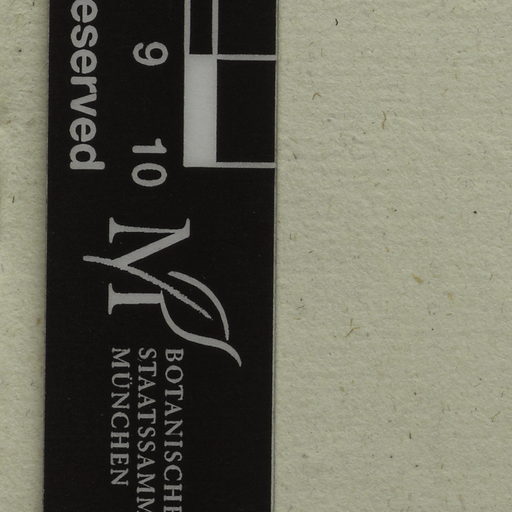 eserved
9 10
M
BOTANISCHE
STAATSSAMM
MÜNCHEN